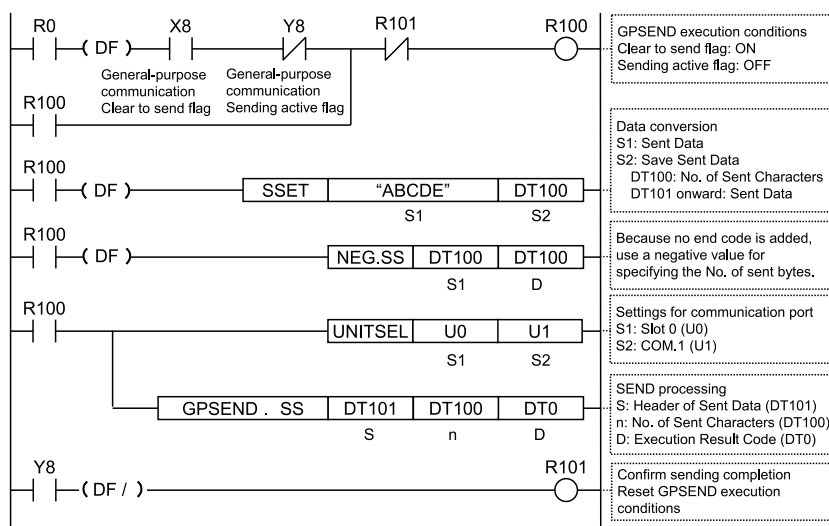 R0 X8 Y8 R101 R100
( DF )
General-purpose communication Clear to send flag
General-purpose communication Sending active flag
R100
GPSEND execution conditions
Clear to send flag: ON
Sending active flag: OFF
R100
( DF ) SSET “ABCDE” DT100
S1 S2
Data conversion
S1: Sent Data
S2: Save Sent Data
DT100: No. of Sent Characters
DT101 onward: Sent Data
R100
( DF ) NEG.SS DT100 DT100
S1 D
Because no end code is added,
use a negative value for
specifying the No. of sent bytes.
R100
UNITSEL U0 U1
S1 S2
Settings for communication port
S1: Slot 0 (U0)
S2: COM.1 (U1)
GPSEND . SS DT101 DT100 DT0
S n D
SEND processing
S: Header of Sent Data (DT101)
n: No. of Sent Characters (DT100)
D: Execution Result Code (DT0)
Y8 R101
( DF / )
Confirm sending completion
Reset GPSEND execution
conditions